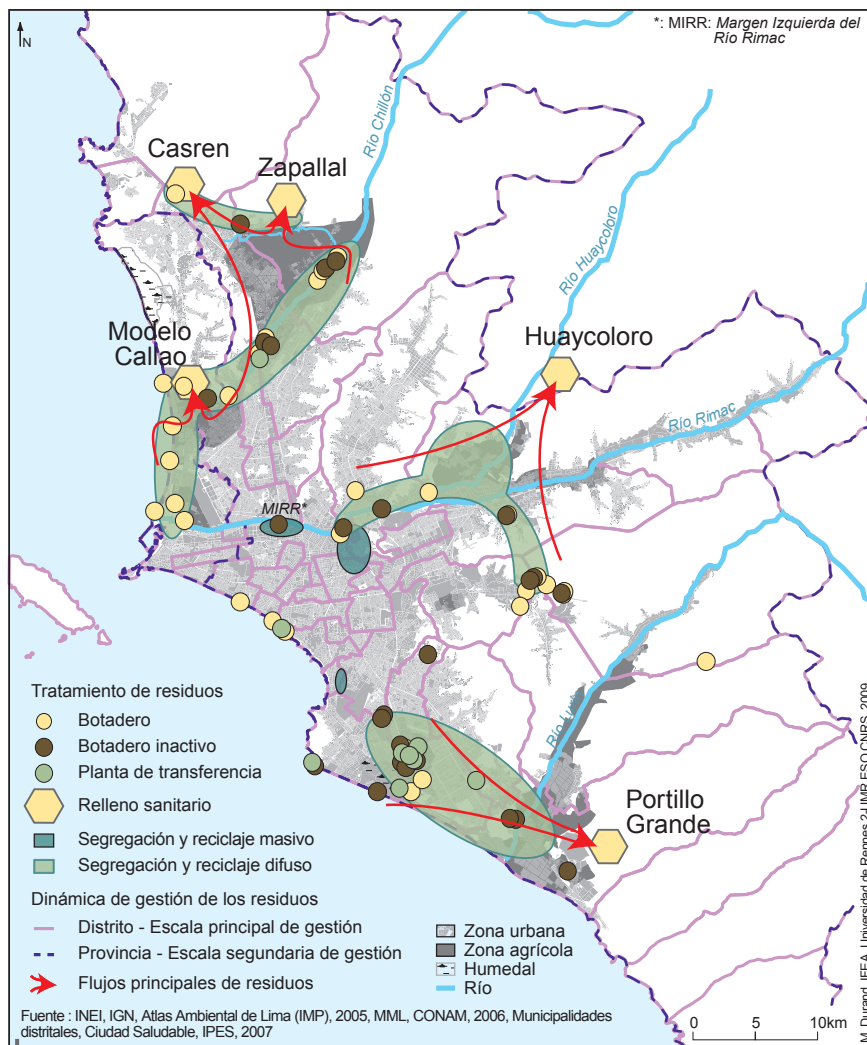 *: MIRR: Margen Izquierda del
Río Rimac
N
Río Chillón
Casren
Zapallal
Río Huaycoloro
Modelo
Callao
Huaycoloro
Río Rimac
MIRR*
Río Lurín
Portillo
Grande
Tratamiento de residuos
Botadero
Botadero inactivo
Planta de transferencia
Relleno sanitario
Segregación y reciclaje masivo
Segregación y reciclaje difuso
Dinámica de gestión de los residuos
Distrito - Escala principal de gestión
Provincia - Escala segundaria de gestión
Flujos principales de residuos
Zona urbana
Zona agrícola
Humedal
Río
Fuente : INEI, IGN, Atlas Ambiental de Lima (IMP), 2005, MML, CONAM, 2006, Municipalidades
distritales, Ciudad Saludable, IPES, 2007
0 5 10km
M. Durand, IFEA, Universidad de Rennes 2-UMR ESO CNRS, 2009